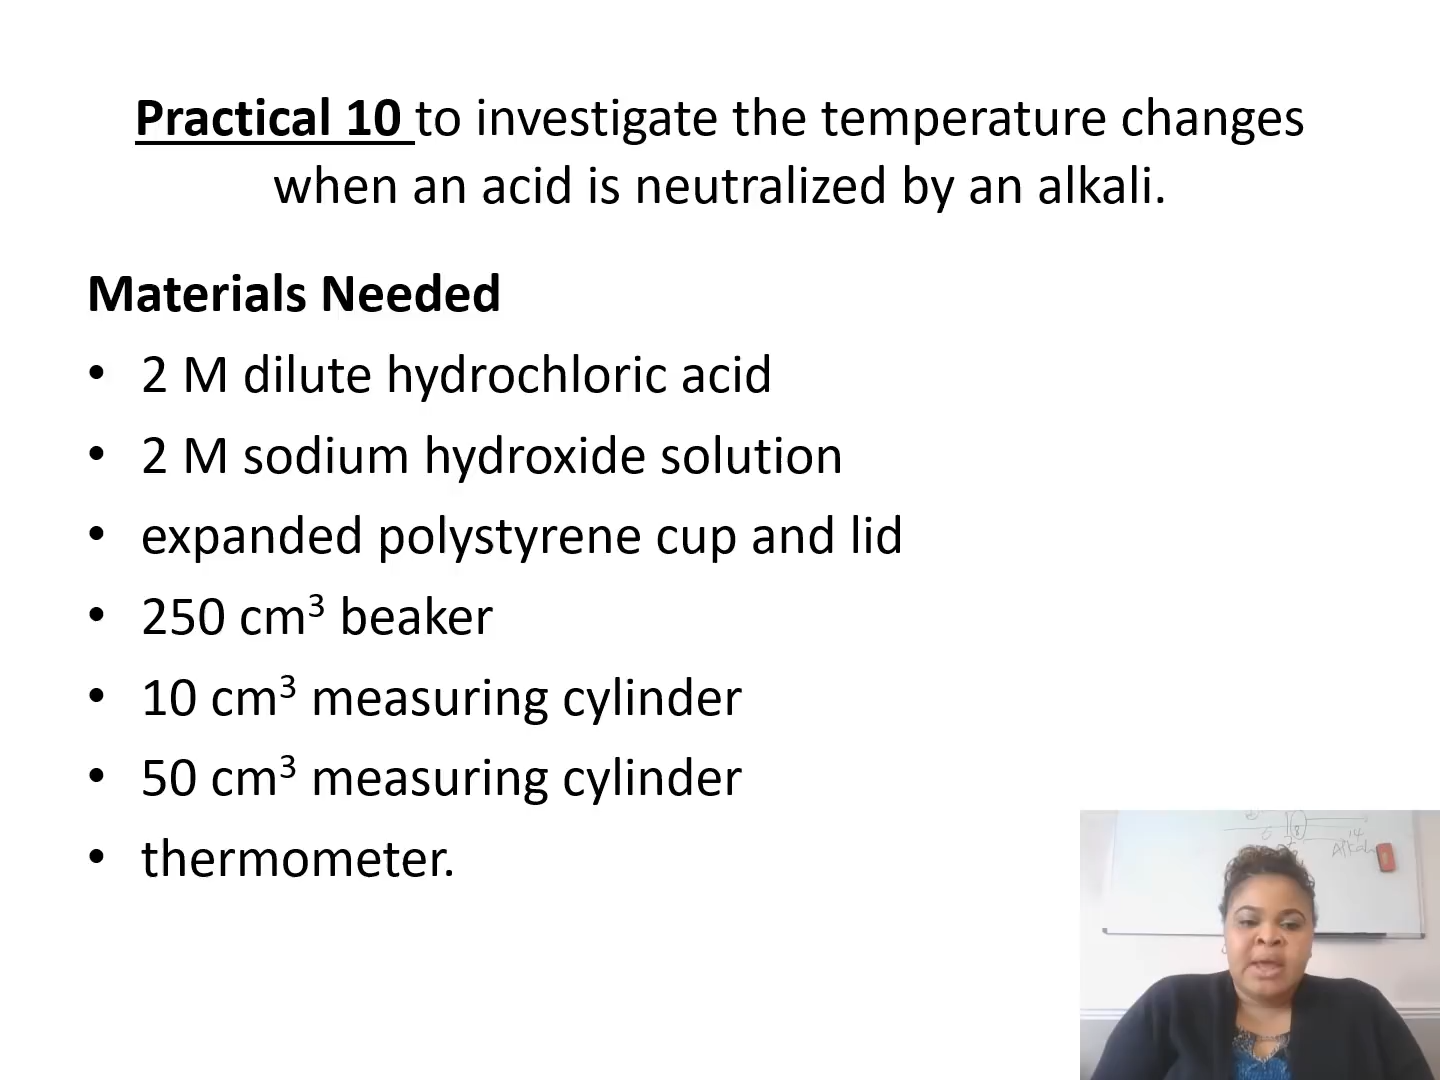 Practical 10 to investigate the temperature changes
when an acid is neutralized by an alkali.
Materials Needed
• 2 M dilute hydrochloric acid
• 2 M sodium hydroxide solution
• expanded polystyrene cup and lid
• 250 cm³ beaker
• 10 cm³ measuring cylinder
• 50 cm³ measuring cylinder
• thermometer.
14